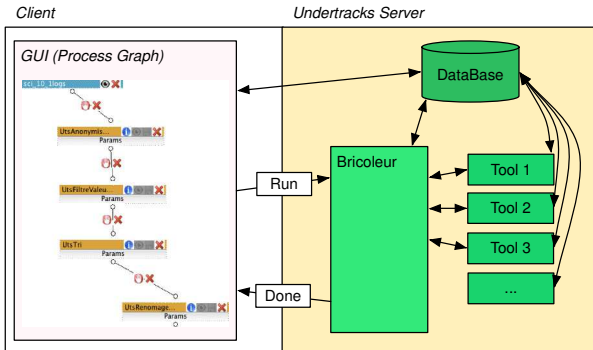 Client
Undertracks Server
GUI (Process Graph)
sci_10_1logs
UtsAnonymis...
Params
UtsFiltreValeu...
Params
UtsTri
Params
UtsRenomage...
Params
DataBase
Bricoleur
Tool 1
Tool 2
Tool 3
...
Run
Done